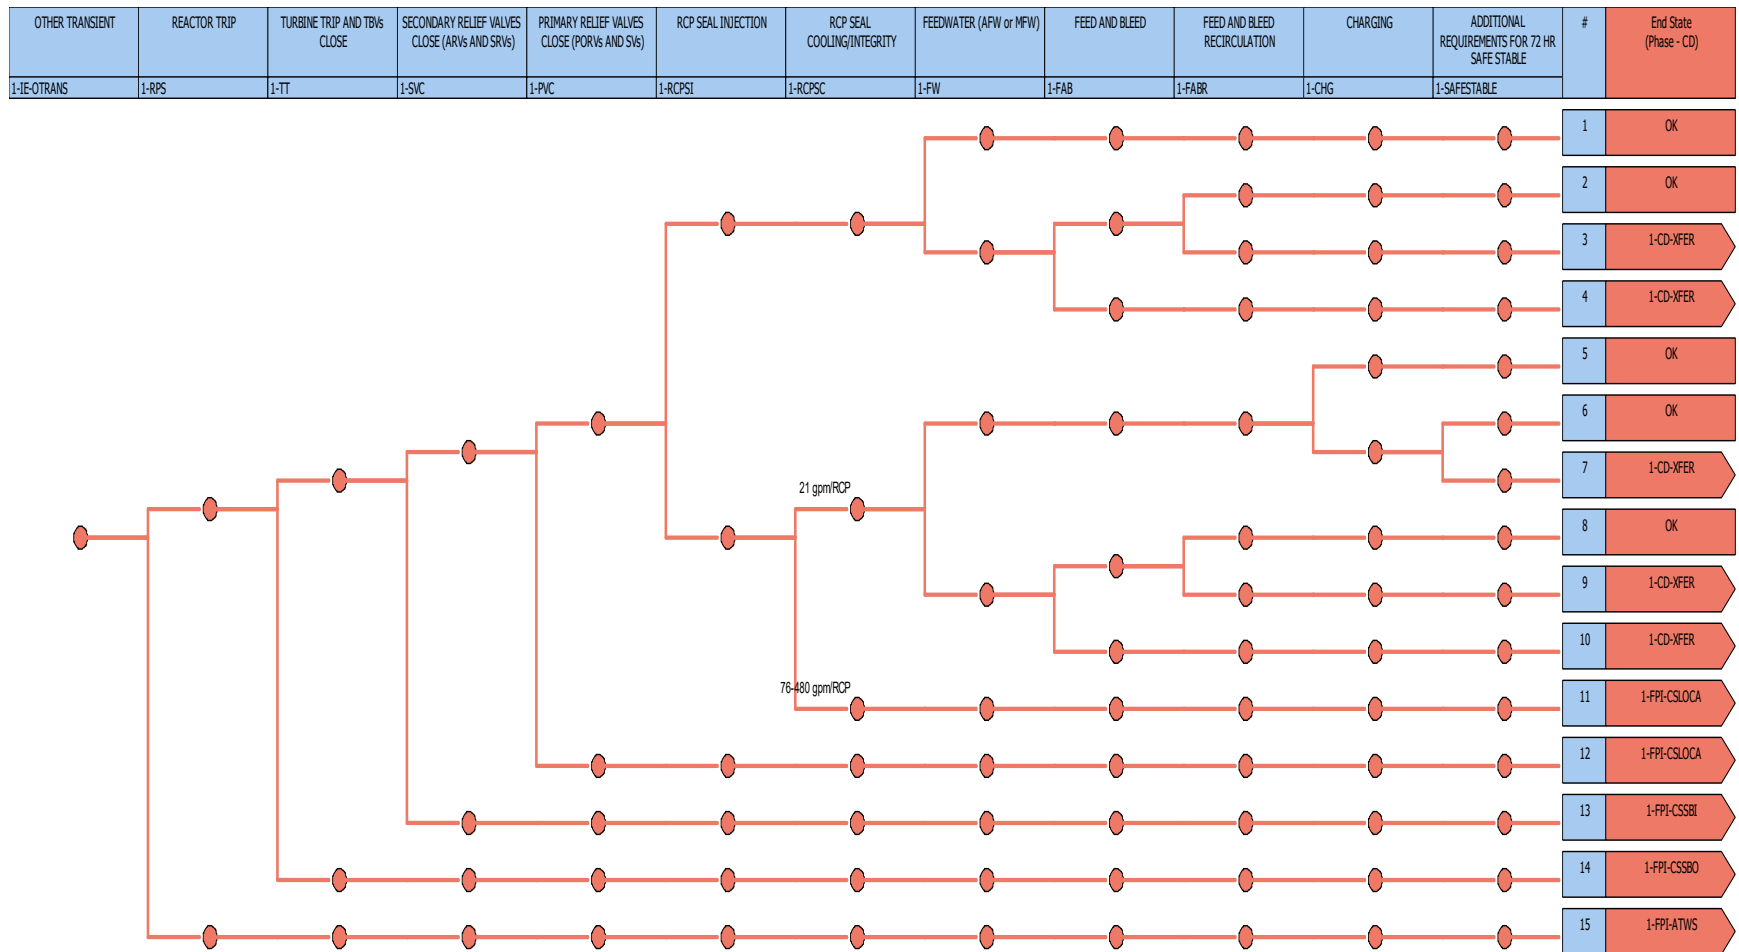 OTHER TRANSIENT
REACTOR TRIP
TURBINE TRIP AND TBVs
CLOSE
SECONDARY RELIEF VALVES
CLOSE (ARVs AND SRVs)
PRIMARY RELIEF VALVES
CLOSE (PORVs AND SVs)
RCP SEAL INJECTION
RCP SEAL
COOLING/INTEGRITY
FEEDWATER (AFW or MFW)
FEED AND BLEED
FEED AND BLEED
RECIRCULATION
CHARGING
ADDITIONAL
REQUIREMENTS FOR 72 HR
SAFE STABLE
#
End State
(Phase - CD)
1-IE-OTRANS
1-RPS
1-TT
1-SVC
1-PVC
1-RCPSI
1-RCPSC
1-FW
1-FAB
1-FABR
1-CHG
1-SAFESTABLE
1
OK
2
OK
3
1-CD-XFER
4
1-CD-XFER
5
OK
6
OK
7
1-CD-XFER
21 gpm/RCP
8
OK
9
1-CD-XFER
10
1-CD-XFER
76-480 gpm/RCP
11
1-FPI-CSLOCA
12
1-FPI-CSLOCA
13
1-FPI-CSSBI
14
1-FPI-CSSBO
15
1-FPI-ATWS